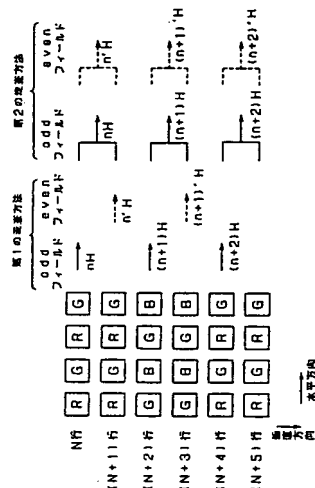 第1の走査方法
第2の走査方法
odd フィールド
even フィールド
odd フィールド
even フィールド
N行 R G R G
nH
nH
n'H
(N+1)行 R G R G
n'H
(N+2)行 G B G B
(n+1)H
(n+1)H
(n+1)'H
(N+3)行 G B G B
(n+1)'H
(N+4)行 R G R G
(n+2)H
(n+2)H
(n+2)'H
(N+5)行 R G R G
垂直方向
水平方向